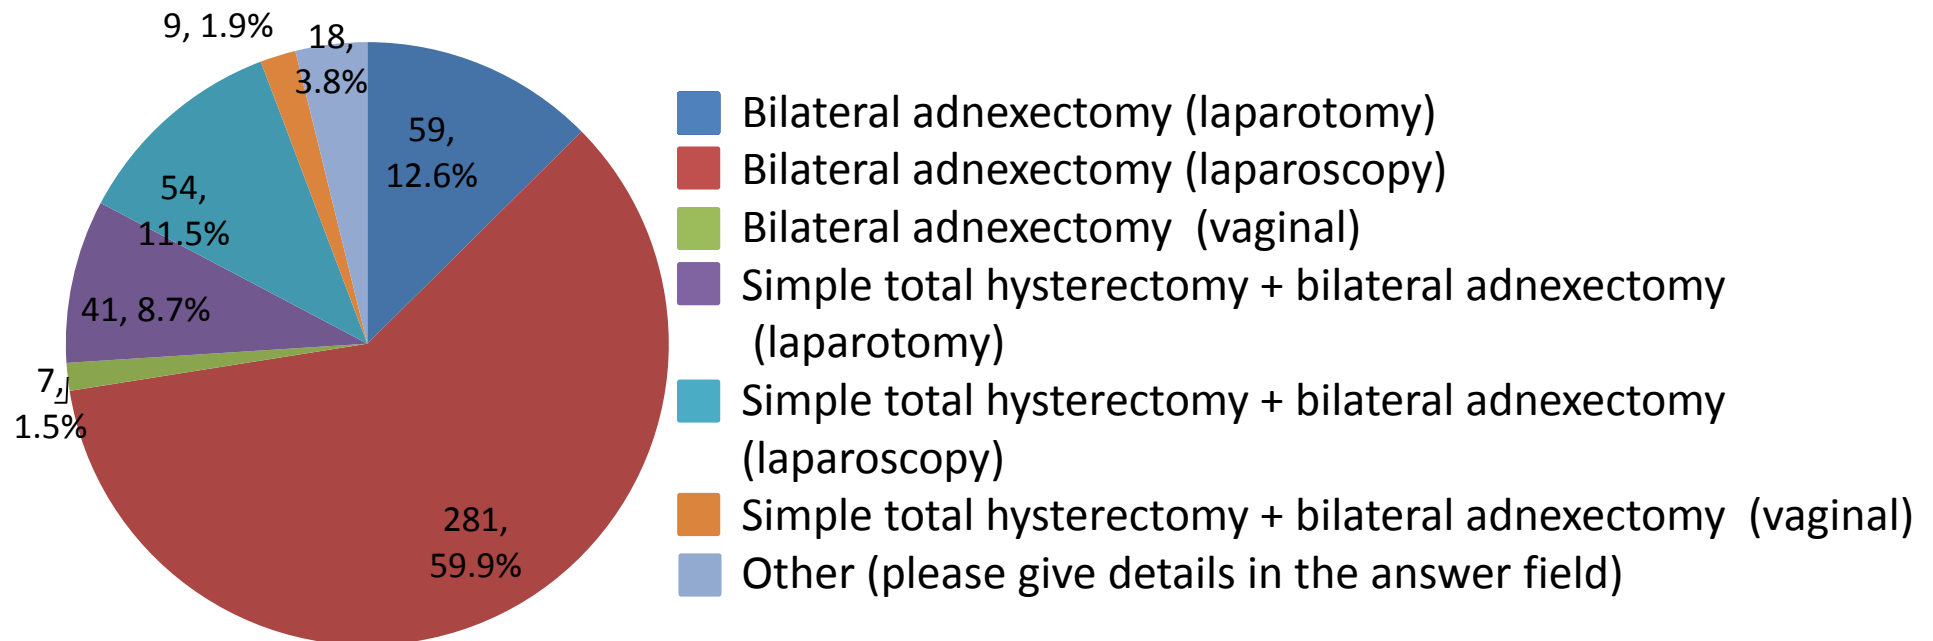 9, 1.9%
18,
3.8%
59,
12.6%
54,
11.5%
41, 8.7%
7,
1.5%
281,
59.9%
Bilateral adnexectomy (laparotomy)
Bilateral adnexectomy (laparoscopy)
Bilateral adnexectomy (vaginal)
Simple total hysterectomy + bilateral adnexectomy
(laparotomy)
Simple total hysterectomy + bilateral adnexectomy
(laparoscopy)
Simple total hysterectomy + bilateral adnexectomy (vaginal)
Other (please give details in the answer field)